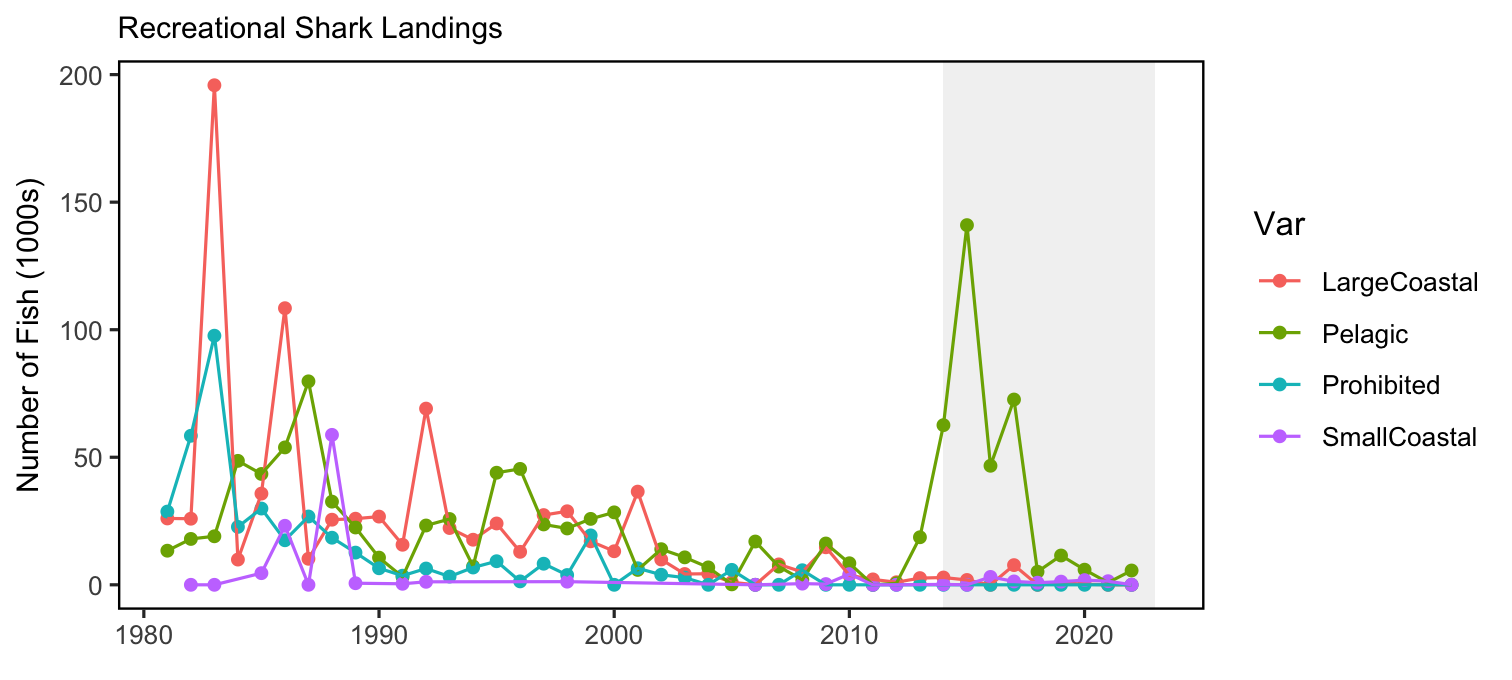 Recreational Shark Landings
Number of Fish (1000s)
200
150
100
50
0
1980 1990 2000 2010 2020
Var
LargeCoastal
Pelagic
Prohibited
SmallCoastal